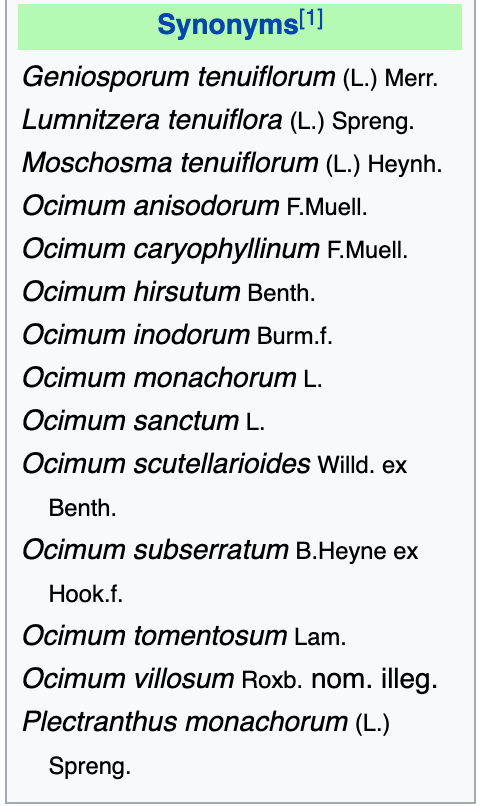 Synonyms[1]
Geniosporum tenuiflorum (L.) Merr.
Lumnitzera tenuiflora (L.) Spreng.
Moschosma tenuiflorum (L.) Heynh.
Ocimum anisodorum F.Muell.
Ocimum caryophyllinum F.Muell.
Ocimum hirsutum Benth.
Ocimum inodorum Burm.f.
Ocimum monachorum L.
Ocimum sanctum L.
Ocimum scutellarioides Willd. ex
Benth.
Ocimum subserratum B.Heyne ex
Hook.f.
Ocimum tomentosum Lam.
Ocimum villosum Roxb. nom. illeg.
Plectranthus monachorum (L.)
Spreng.